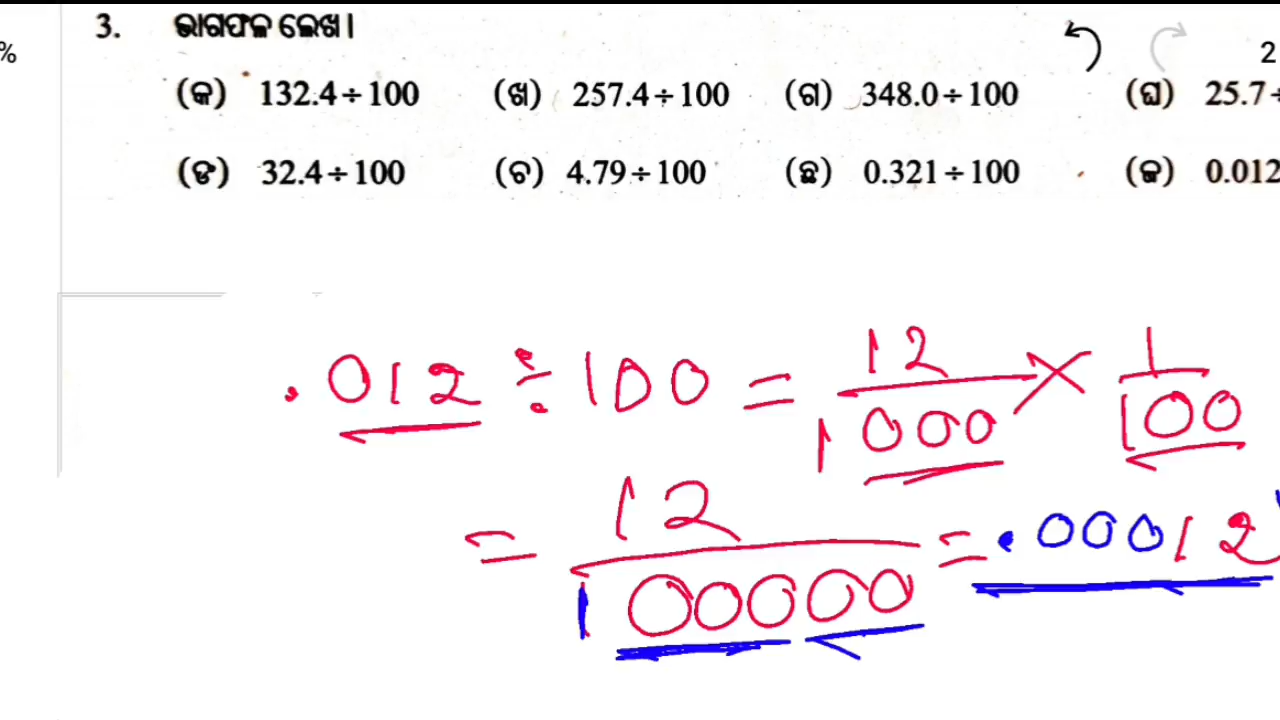 %
3. ଭାଗଫଳ ଲେଖ।
2
(କ) 132.4÷100 (ଖ) 257.4÷100 (ଗ) 348.0÷100 (ଘ) 25.7÷
(ଙ) 32.4÷100 (ଚ) 4.79÷100 (ଛ) 0.321÷100 (ଜ) 0.012
.012 ÷ 100 = 12/1000 × 1/100
= 12/100000 = .00012